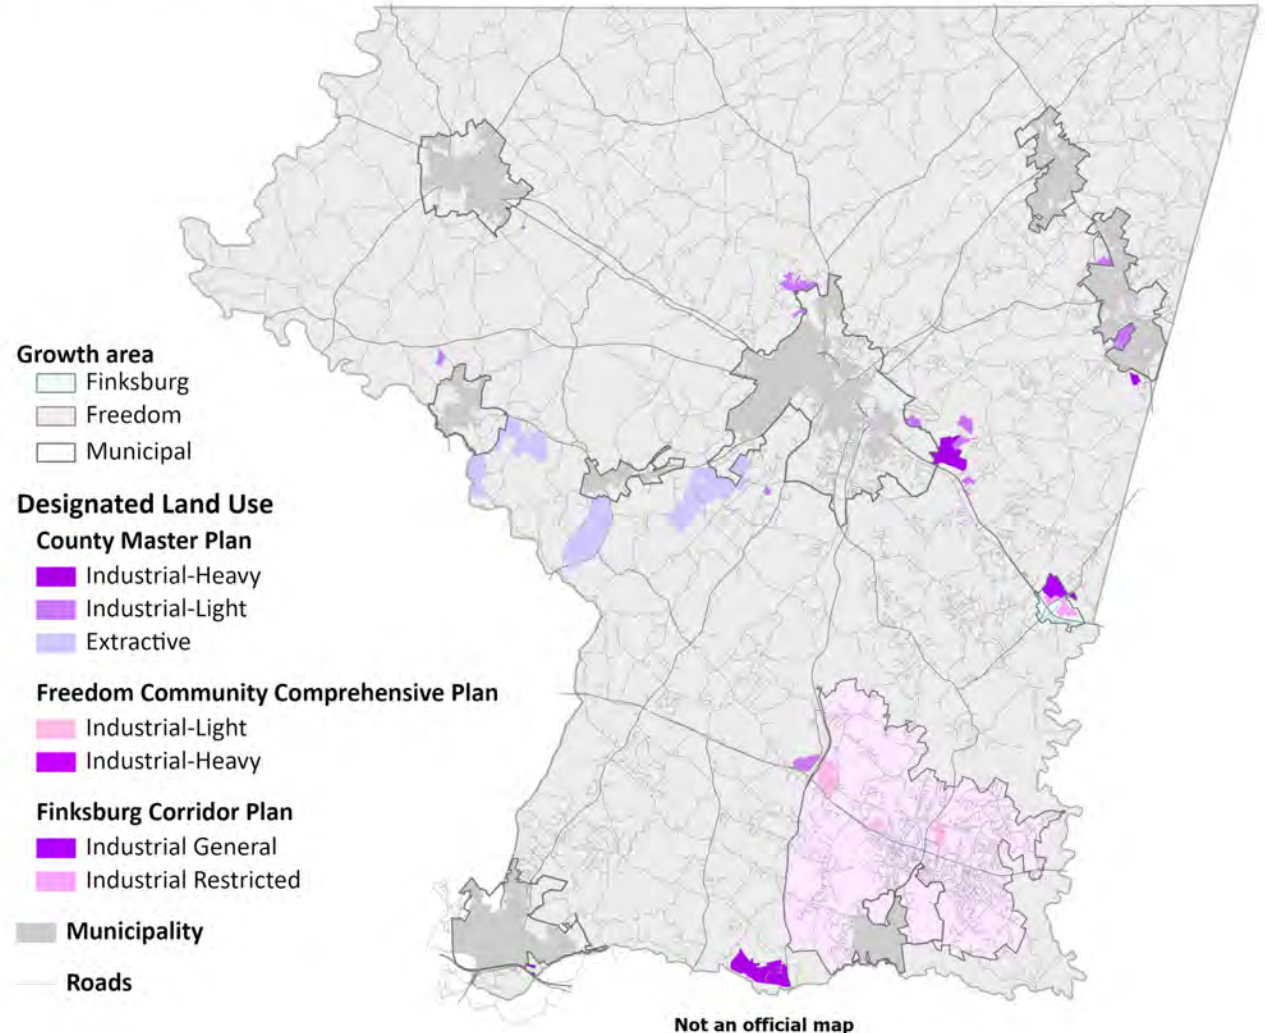 Growth area
Finksburg
Freedom
Municipal
Designated Land Use
County Master Plan
Industrial-Heavy
Industrial-Light
Extractive
Freedom Community Comprehensive Plan
Industrial-Light
Industrial-Heavy
Finksburg Corridor Plan
Industrial General
Industrial Restricted
Municipality
Roads
Not an official map